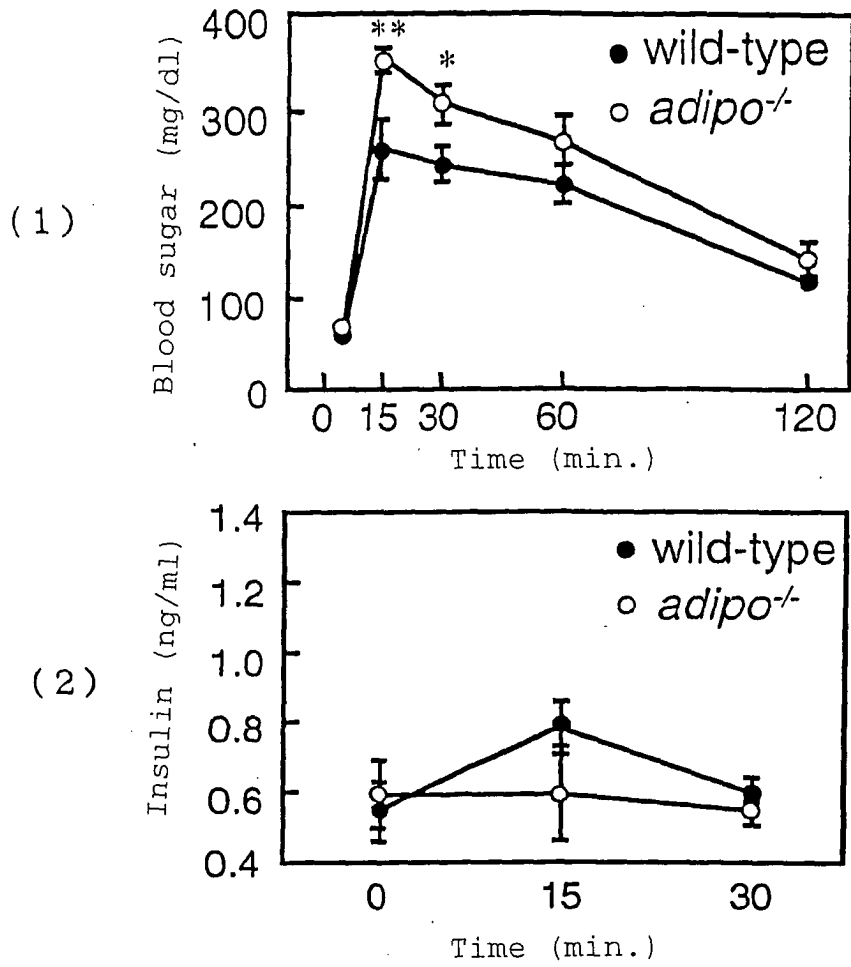 (1)
Blood sugar (mg/dl)
400
300
200
100
0
** *
● wild-type
○ adipo-/-
0 15 30 60 120
Time (min.)
(2)
Insulin (ng/ml)
1.4
1.2
1.0
0.8
0.6
0.4
● wild-type
○ adipo-/-
0 15 30
Time (min.)